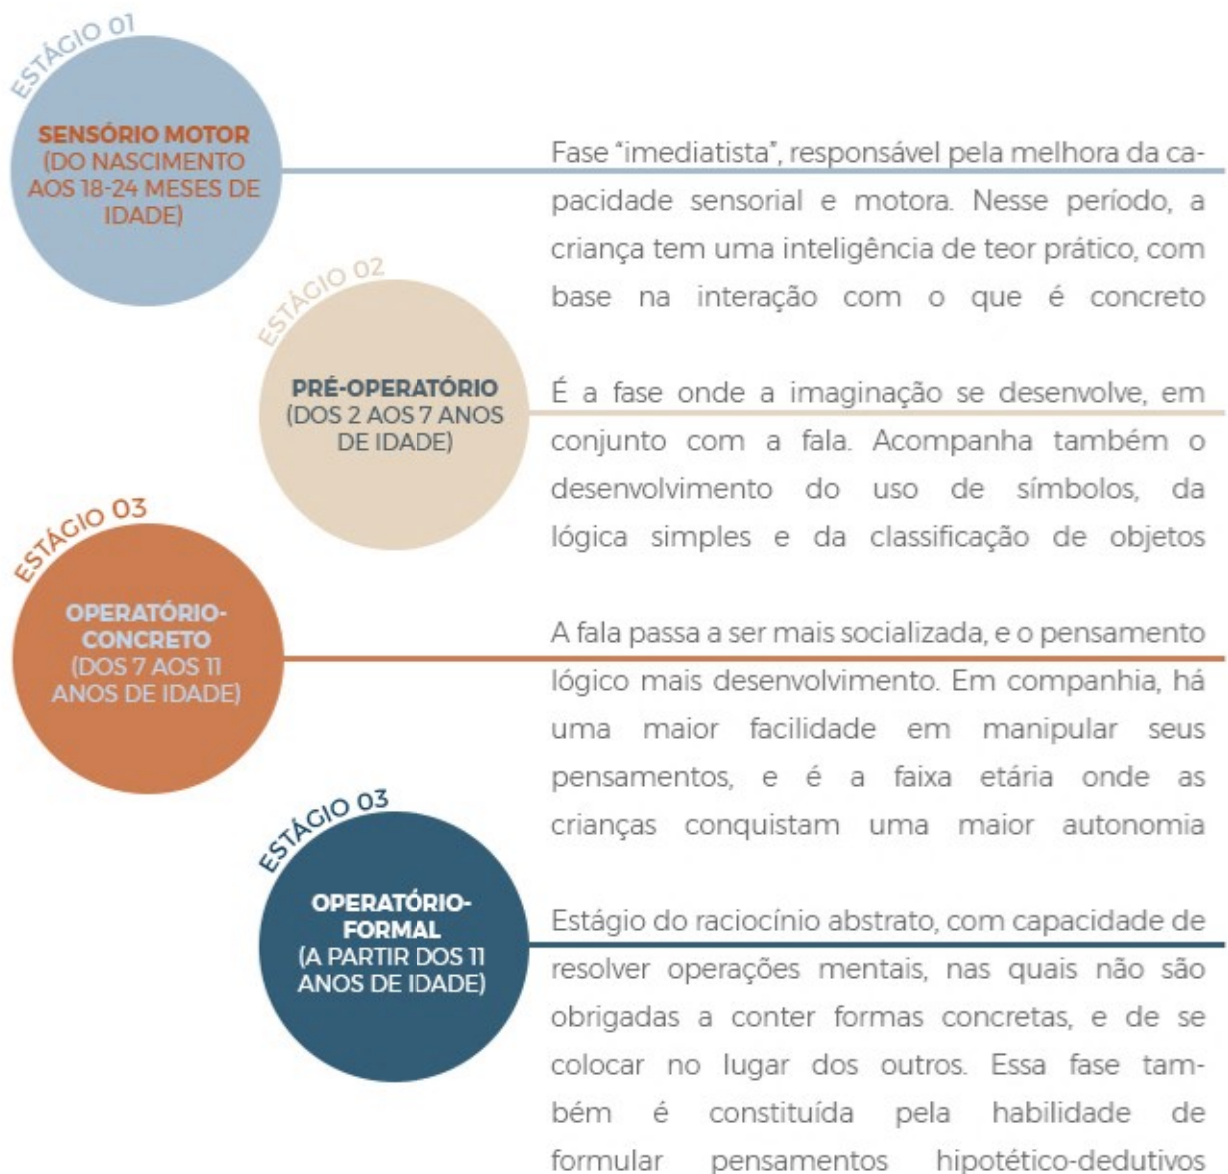 ESTÁGIO 01
SENSÓRIO MOTOR
(DO NASCIMENTO
AOS 18-24 MESES DE
IDADE)
Fase “imediatista”, responsável pela melhora da ca-
pacidade sensorial e motora. Nesse período, a
criança tem uma inteligência de teor prático, com
base na interação com o que é concreto
ESTÁGIO 02
PRÉ-OPERATÓRIO
(DOS 2 AOS 7 ANOS
DE IDADE)
É a fase onde a imaginação se desenvolve, em
conjunto com a fala. Acompanha também o
desenvolvimento do uso de símbolos, da
lógica simples e da classificação de objetos
ESTÁGIO 03
OPERATÓRIO-
CONCRETO
(DOS 7 AOS 11
ANOS DE IDADE)
A fala passa a ser mais socializada, e o pensamento
lógico mais desenvolvimento. Em companhia, há
uma maior facilidade em manipular seus
pensamentos, e é a faixa etária onde as
crianças conquistam uma maior autonomia
ESTÁGIO 03
OPERATÓRIO-
FORMAL
(A PARTIR DOS 11
ANOS DE IDADE)
Estágio do raciocínio abstrato, com capacidade de
resolver operações mentais, nas quais não são
obrigadas a conter formas concretas, e de se
colocar no lugar dos outros. Essa fase tam-
bém é constituída pela habilidade de
formular pensamentos hipotético-dedutivos